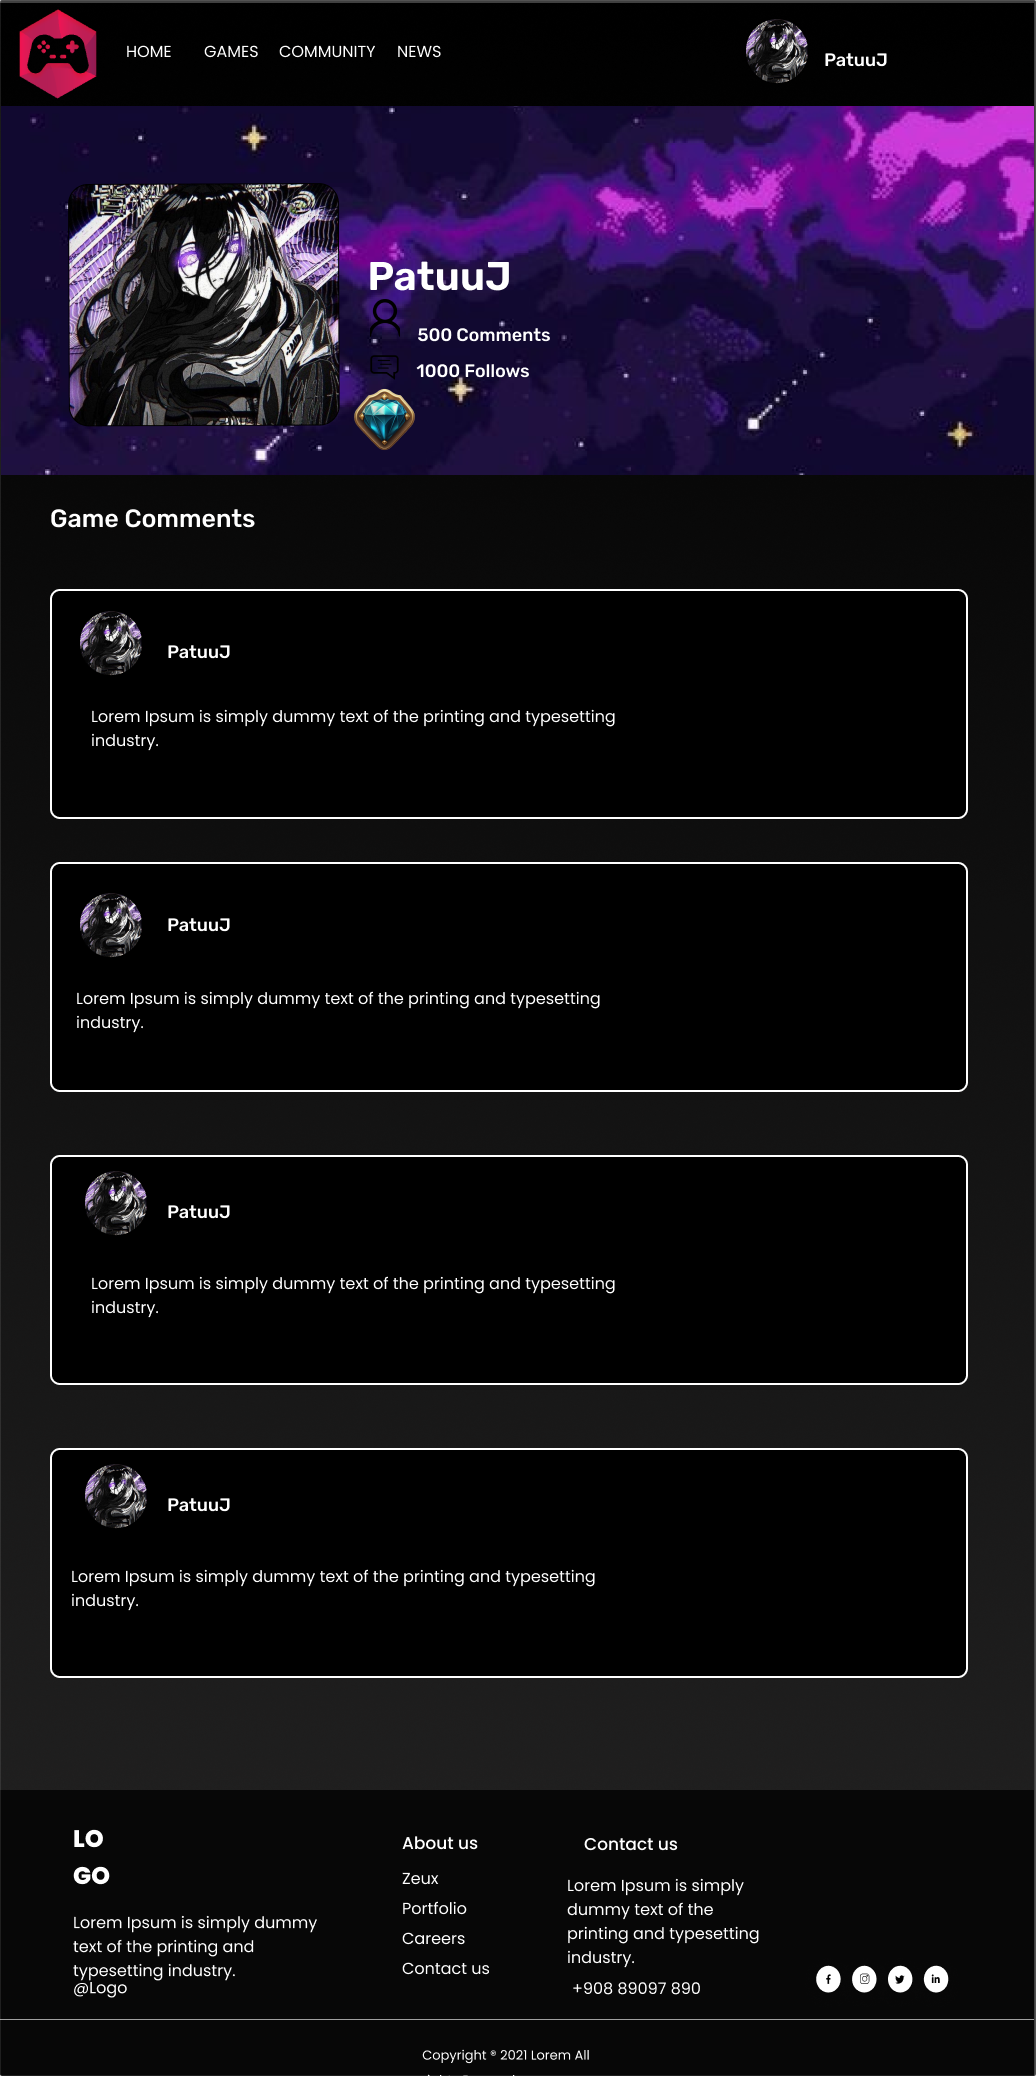 HOME GAMES COMMUNITY NEWS
PatuuJ
PatuuJ
500 Comments
1000 Follows
Game Comments
PatuuJ
Lorem Ipsum is simply dummy text of the printing and typesetting
industry.
PatuuJ
Lorem Ipsum is simply dummy text of the printing and typesetting
industry.
PatuuJ
Lorem Ipsum is simply dummy text of the printing and typesetting
industry.
PatuuJ
Lorem Ipsum is simply dummy text of the printing and typesetting
industry.
LO
GO
Lorem Ipsum is simply dummy
text of the printing and
typesetting industry.
@Logo
About us
Zeux
Portfolio
Careers
Contact us
Contact us
Lorem Ipsum is simply
dummy text of the
printing and typesetting
industry.
+908 89097 890
Copyright ® 2021 Lorem All